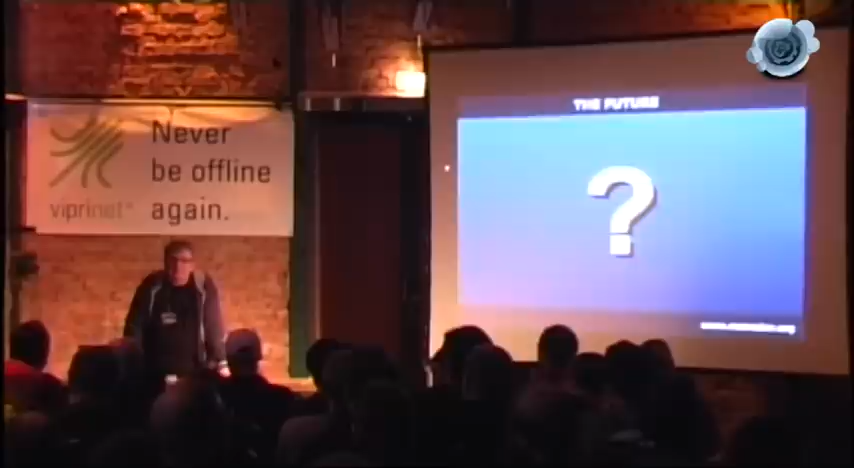 Never
be offline
again.
viprinet
THE FUTURE
?